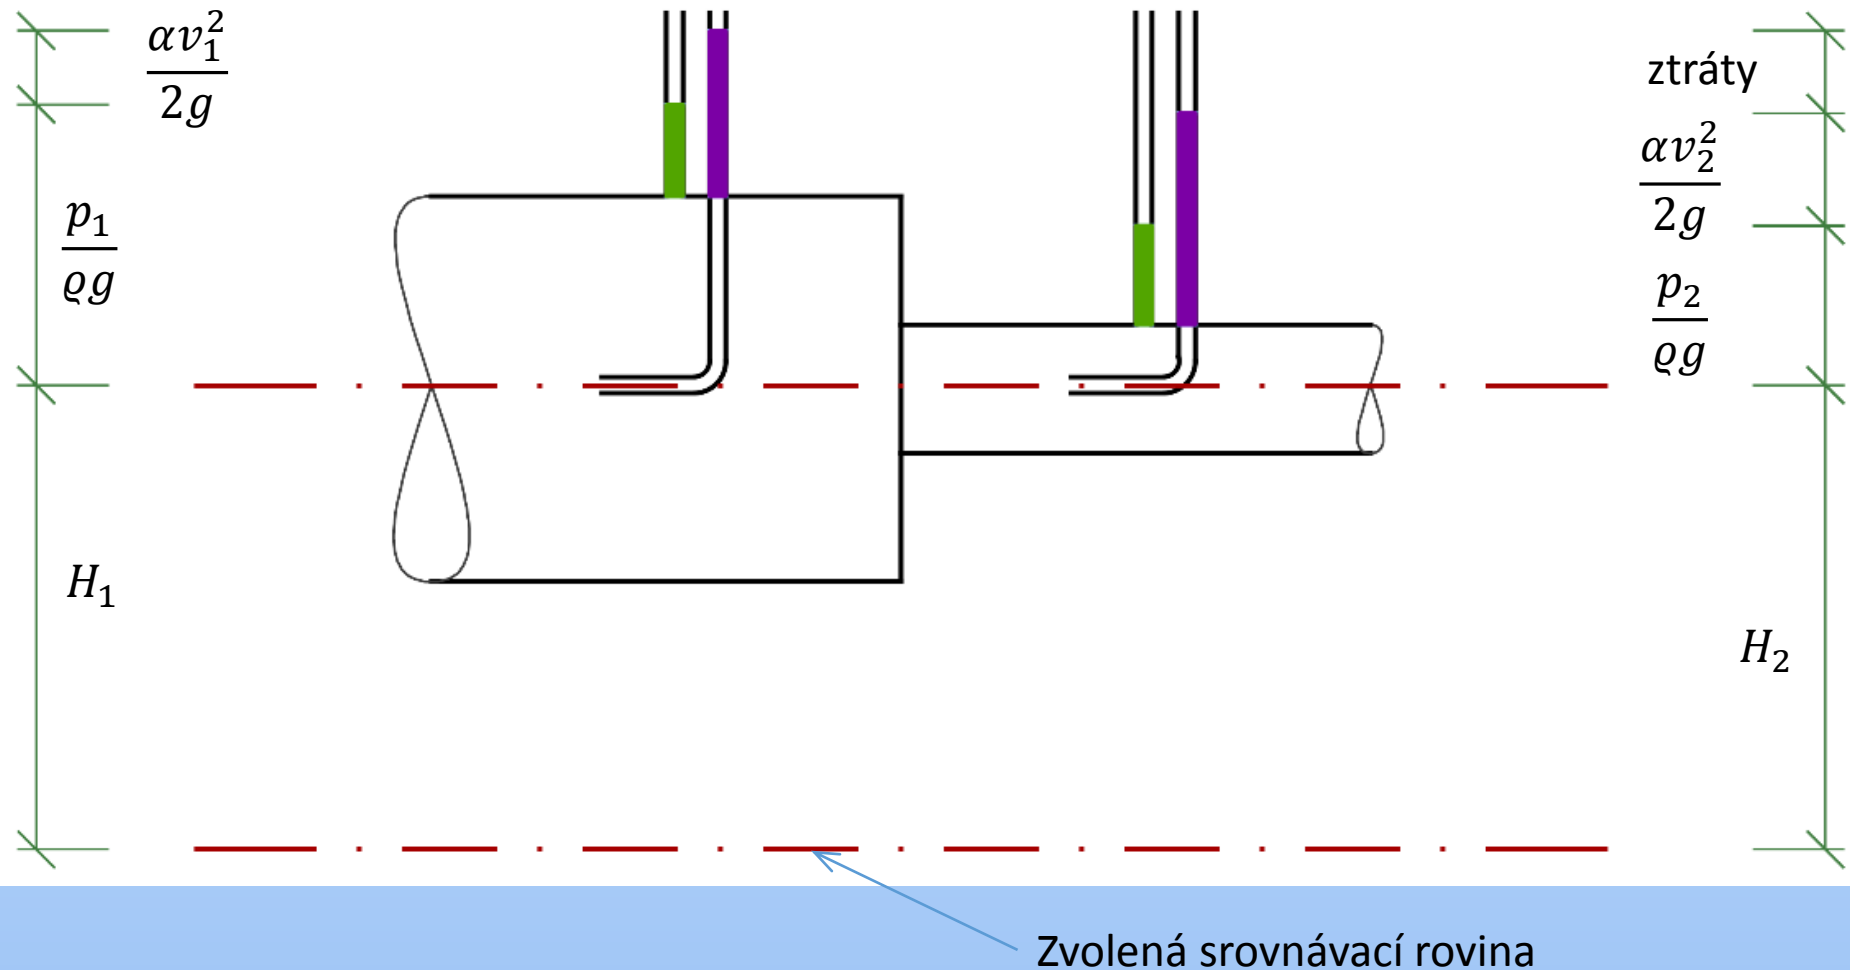 αv₁²/2g
p₁/ϱg
H₁
ztráty
αv₂²/2g
p₂/ϱg
H₂
Zvolená srovnávací rovina